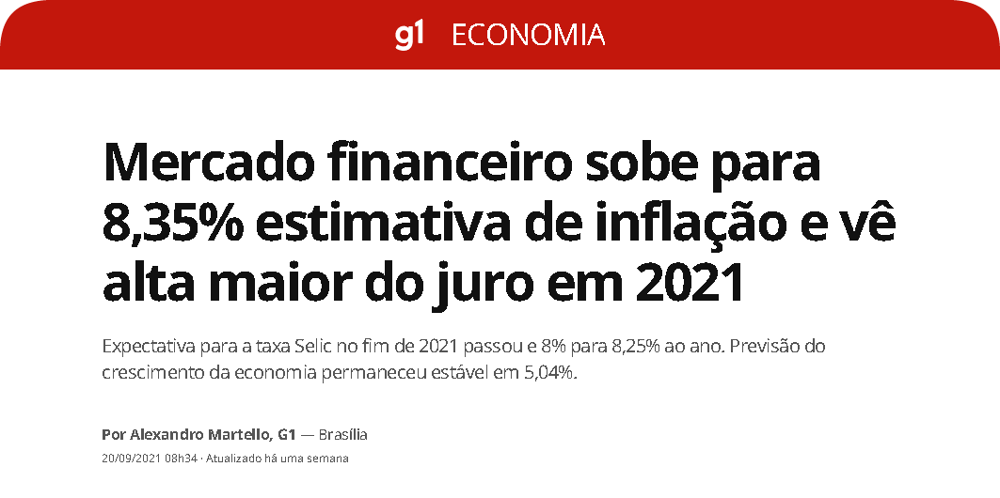 g1 ECONOMIA
Mercado financeiro sobe para
8,35% estimativa de inflação e vê
alta maior do juro em 2021
Expectativa para a taxa Selic no fim de 2021 passou e 8% para 8,25% ao ano. Previsão do
crescimento da economia permaneceu estável em 5,04%.
Por Alexandro Martello, G1 — Brasília
20/09/2021 08h34 · Atualizado há uma semana